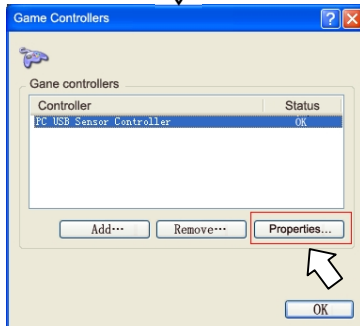 Game Controllers
Gane controllers
Controller Status
PC USB Sensor Controller OK
Add··· Remove··· Properties...
OK